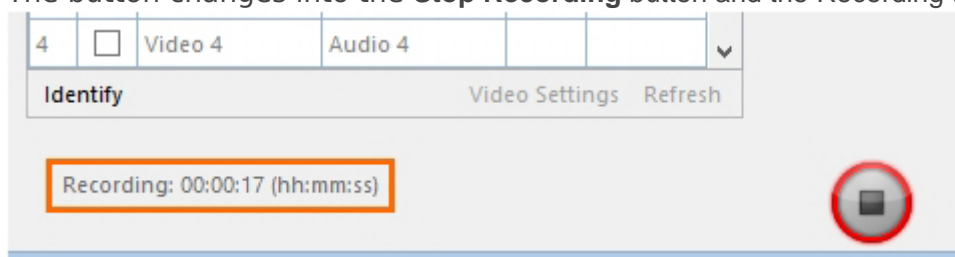 The button changes into the Stop Recording button and the Recording
4 Video 4 Audio 4
Identify Video Settings Refresh
Recording: 00:00:17 (hh:mm:ss)